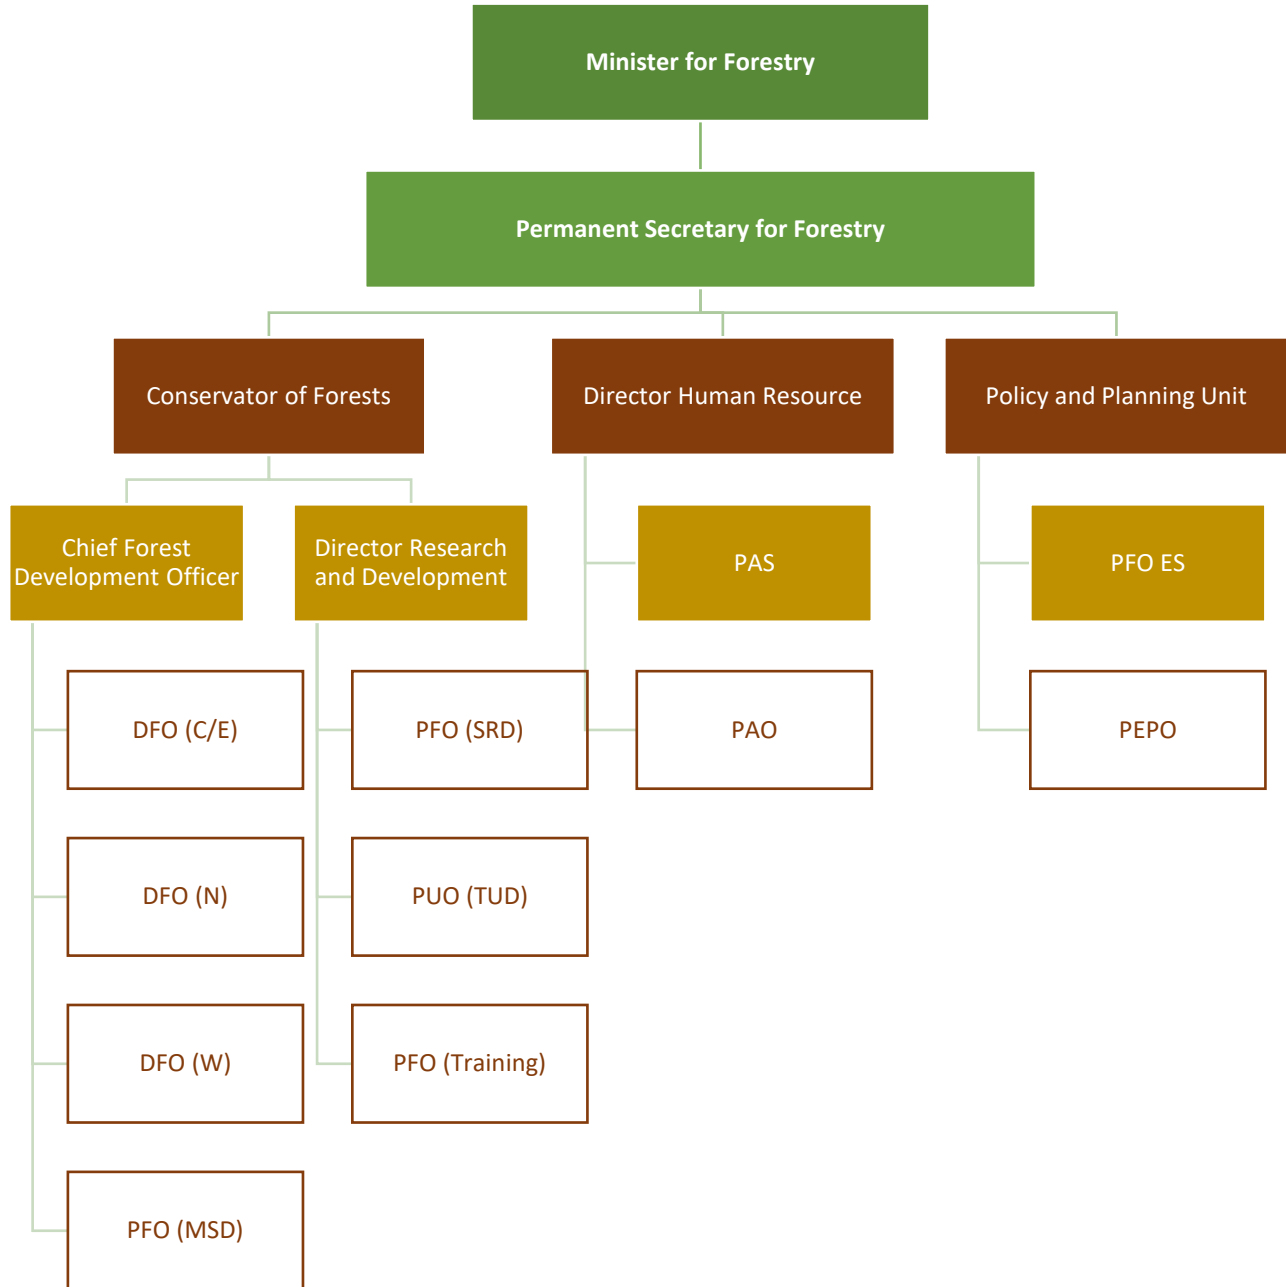 Minister for Forestry
Permanent Secretary for Forestry
Conservator of Forests
Director Human Resource
Policy and Planning Unit
Chief Forest
Development Officer
Director Research
and Development
PAS
PFO ES
DFO (C/E)
PFO (SRD)
PAO
PEPO
DFO (N)
PUO (TUD)
DFO (W)
PFO (Training)
PFO (MSD)